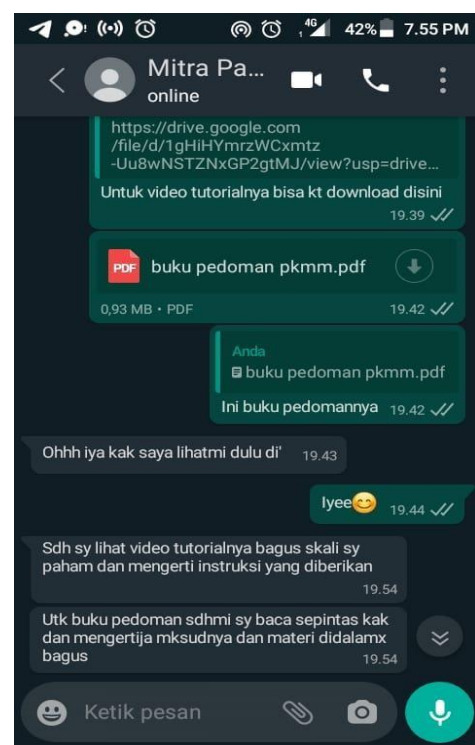 4G 42% 7.55 PM
Mitra Pa...
online
https://drive.google.com
/file/d/1gHiHYmrzWCxmtz
-Uu8wNSTZNxGP2gtMJ/view?usp=drive...
Untuk video tutorialnya bisa kt download disini
19.39
PDF buku pedoman pkmm.pdf
0,93 MB • PDF 19.42
Anda
buku pedoman pkmm.pdf
Ini buku pedomannya 19.42
Ohhh iya kak saya lihatmi dulu di' 19.43
Iyee😊 19.44
Sdh sy lihat video tutorialnya bagus skali sy
paham dan mengerti instruksi yang diberikan
19.54
Utk buku pedoman sdhmi sy baca sepintas kak
dan mengertija mksudnya dan materi didalamx
bagus 19.54
Ketik pesan